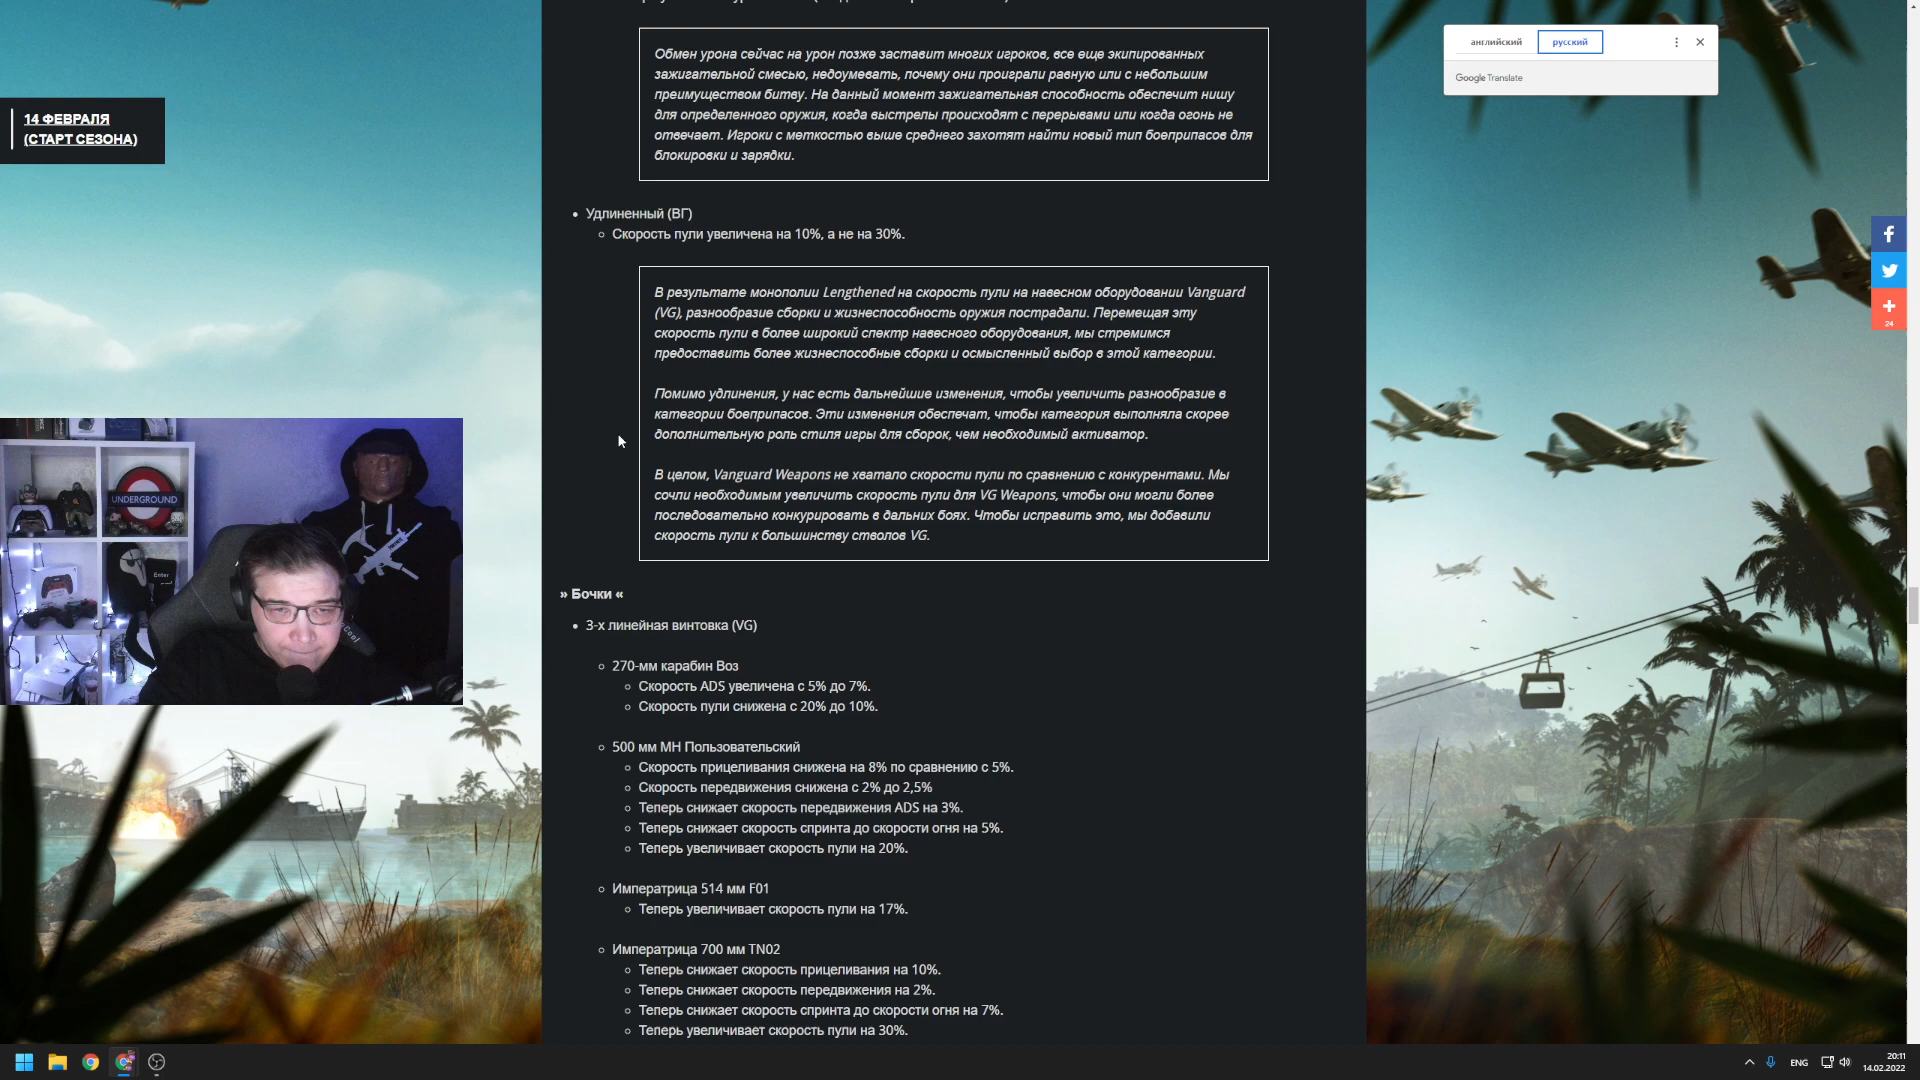 Обмен урона сейчас на урон позже заставит многих игроков, все еще экипированных
зажигательной смесью, недоумевать, почему они проиграли равную или с небольшим
преимуществом битву. На данный момент зажигательная способность обеспечит нишу
для определенного оружия, когда выстрелы происходят с перерывами или когда огонь не
отвечает. Игроки с меткостью выше среднего захотят найти новый тип боеприпасов для
блокировки и зарядки.
английский
русский
Google Translate
14 ФЕВРАЛЯ
(СТАРТ СЕЗОНА)
Удлиненный (ВГ)
Скорость пули увеличена на 10%, а не на 30%.
24
В результате монополии Lengthened на скорость пули на навесном оборудовании Vanguard
(VG), разнообразие сборки и жизнеспособность оружия пострадали. Перемещая эту
скорость пули в более широкий спектр навесного оборудования, мы стремимся
предоставить более жизнеспособные сборки и осмысленный выбор в этой категории.
Помимо удлинения, у нас есть дальнейшие изменения, чтобы увеличить разнообразие в
категории боеприпасов. Эти изменения обеспечат, чтобы категория выполняла скорее
дополнительную роль стиля игры для сборок, чем необходимый активатор.
В целом, Vanguard Weapons не хватало скорости пули по сравнению с конкурентами. Мы
сочли необходимым увеличить скорость пули для VG Weapons, чтобы они могли более
последовательно конкурировать в дальних боях. Чтобы исправить это, мы добавили
скорость пули к большинству стволов VG.
UNDERGROUND
Enter
» Бочки «
3-х линейная винтовка (VG)
270-мм карабин Воз
Скорость ADS увеличена с 5% до 7%.
Скорость пули снижена с 20% до 10%.
500 мм MH Пользовательский
Скорость прицеливания снижена на 8% по сравнению с 5%.
Скорость передвижения снижена с 2% до 2,5%
Теперь снижает скорость передвижения ADS на 3%.
Теперь снижает скорость спринта до скорости огня на 5%.
Теперь увеличивает скорость пули на 20%.
Императрица 514 мм F01
Теперь увеличивает скорость пули на 17%.
Императрица 700 мм TN02
Теперь снижает скорость прицеливания на 10%.
Теперь снижает скорость передвижения на 2%.
Теперь снижает скорость спринта до скорости огня на 7%.
Теперь увеличивает скорость пули на 30%.
ENG
20:11
14.02.2022